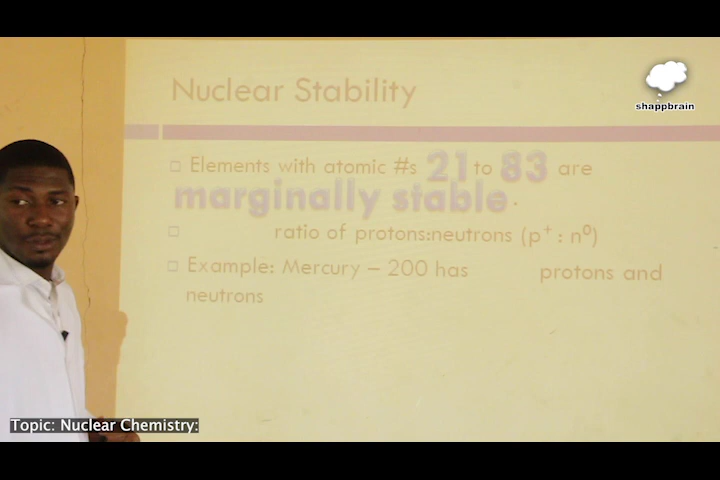 shappbrain
Nuclear Stability
Elements with atomic #s 21 to 83 are
marginally stable.
ratio of protons:neutrons (p⁺ : n⁰)
Example: Mercury – 200 has protons and
neutrons
Topic: Nuclear Chemistry: